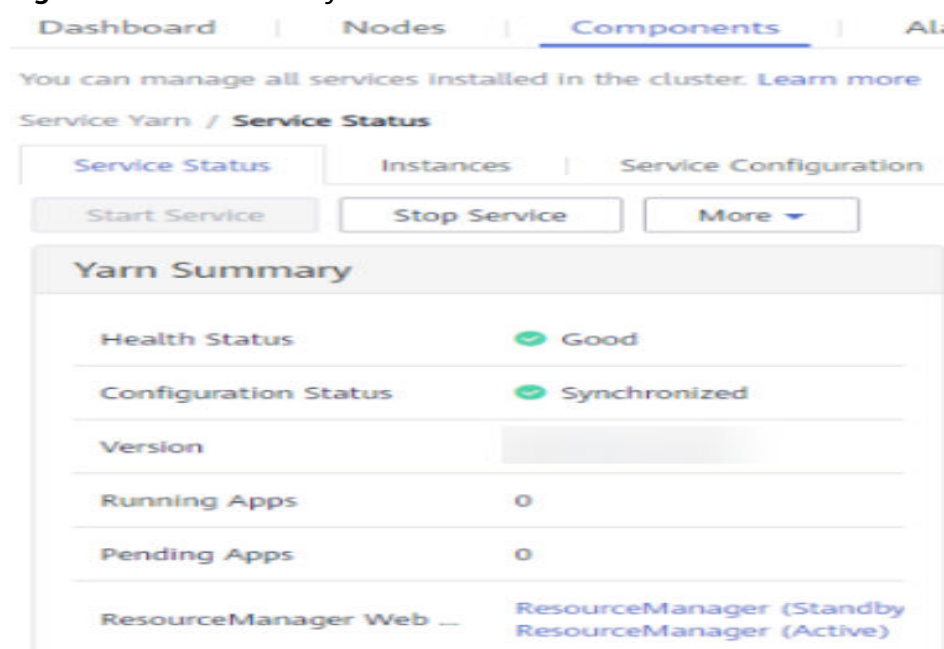 Dashboard Nodes Components Ala
You can manage all services installed in the cluster. Learn more
Service Yarn / Service Status
Service Status Instances Service Configuration
Start Service Stop Service More
Yarn Summary
Health Status Good
Configuration Status Synchronized
Version
Running Apps 0
Pending Apps 0
ResourceManager Web ... ResourceManager (Standby
ResourceManager (Active)